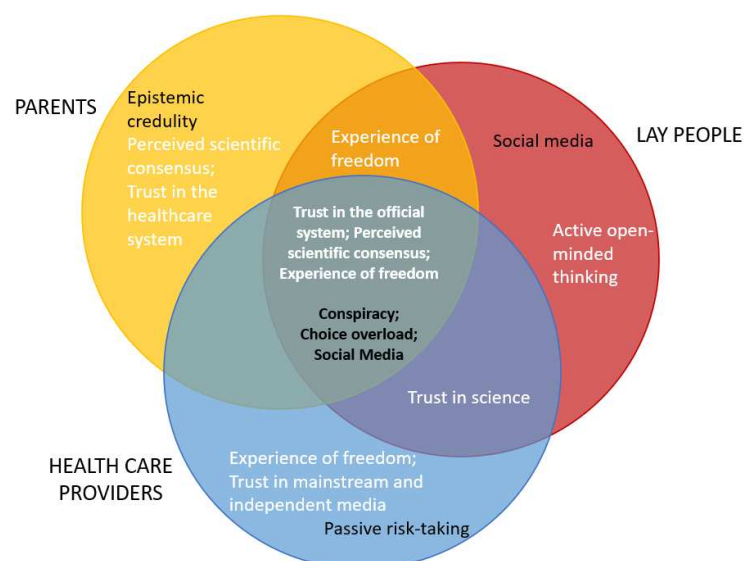 PARENTS
Epistemic
credulity
Perceived scientific
consensus;
Trust in the
healthcare
system
Experience of
freedom
Social media
LAY PEOPLE
Active open-
minded
thinking
Trust in the official
system; Perceived
scientific consensus;
Experience of freedom
Conspiracy;
Choice overload;
Social Media
Trust in science
HEALTH CARE
PROVIDERS
Experience of freedom;
Trust in mainstream and
independent media
Passive risk-taking